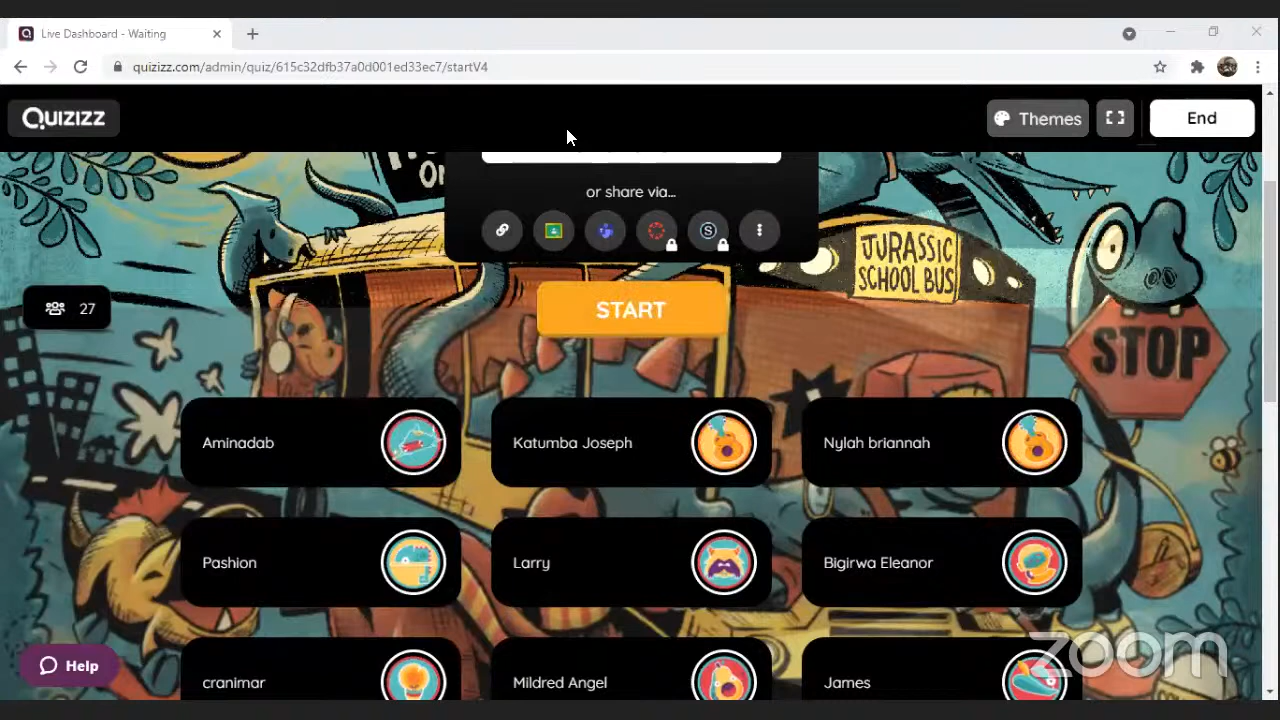 Live Dashboard - Waiting
quizizz.com/admin/quiz/615c32dfb37a0d001ed33ec7/startV4
QUIZIZZ
Themes
End
or share via...
JURASSIC
SCHOOL BUS
27
START
STOP
Aminadab
Katumba Joseph
Nylah briannah
Pashion
Larry
Bigirwa Eleanor
cranimar
Mildred Angel
James
Help
zoom